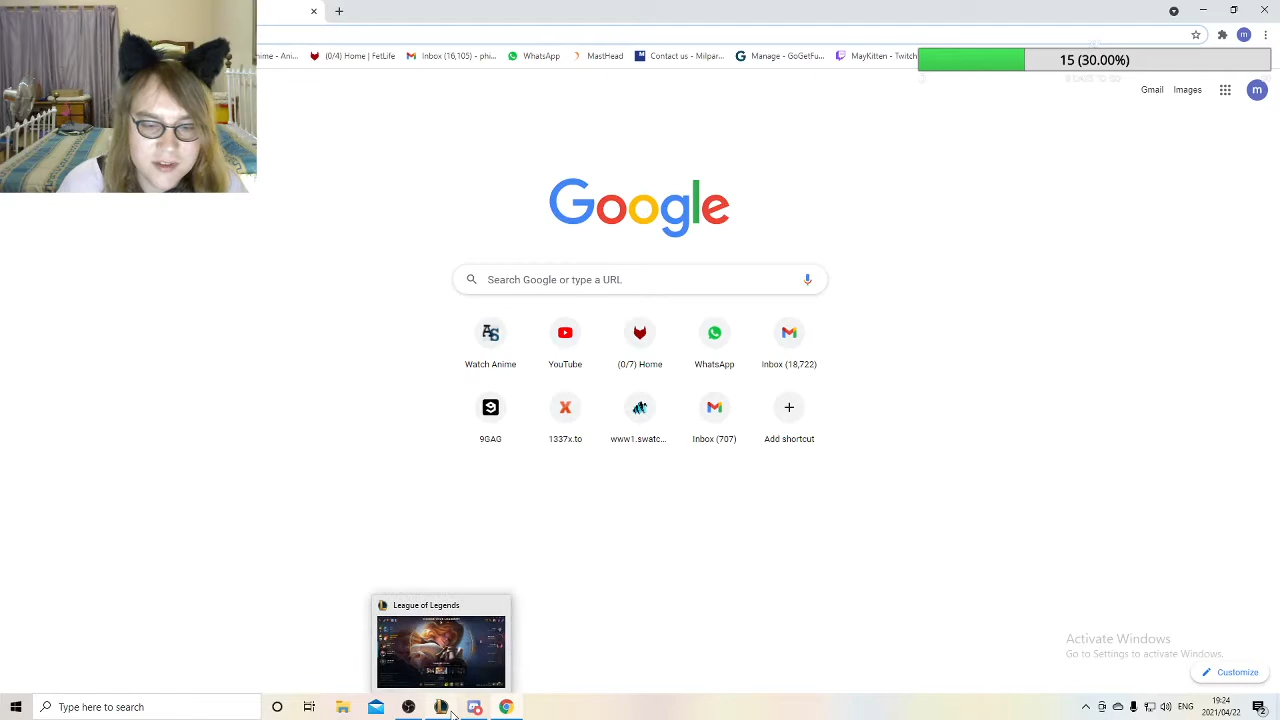 me - Ani...
(0/4) Home | FetLife
Inbox (16,105) - phi...
WhatsApp
MastHead
Contact us - Milpar...
Manage - GoGetFu...
MayKitten - Twitch
15 (30.00%)
Gmail
Images
m
m
Google
Search Google or type a URL
Watch Anime
YouTube
(0/7) Home
WhatsApp
Inbox (18,722)
9GAG
1337x.to
www1.swatc...
Inbox (707)
Add shortcut
League of Legends
Activate Windows
Go to Settings to activate Windows.
Customize
Type here to search
19:24
2021/04/22
2